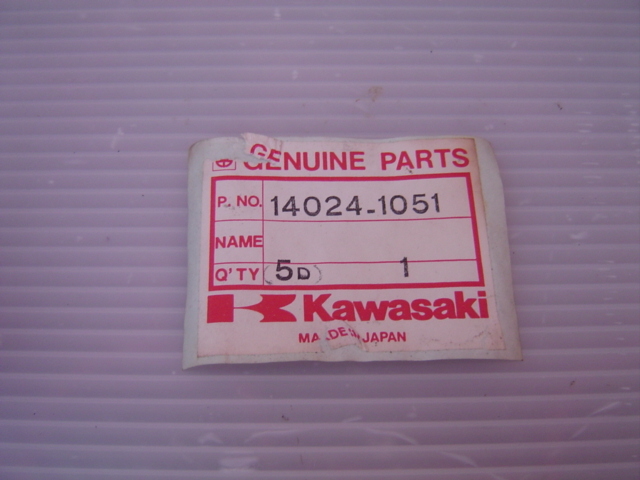 GENUINE PARTS
P. NO. 14024-1051
NAME
Q'TY (5D) 1
Kawasaki
MADE IN JAPAN